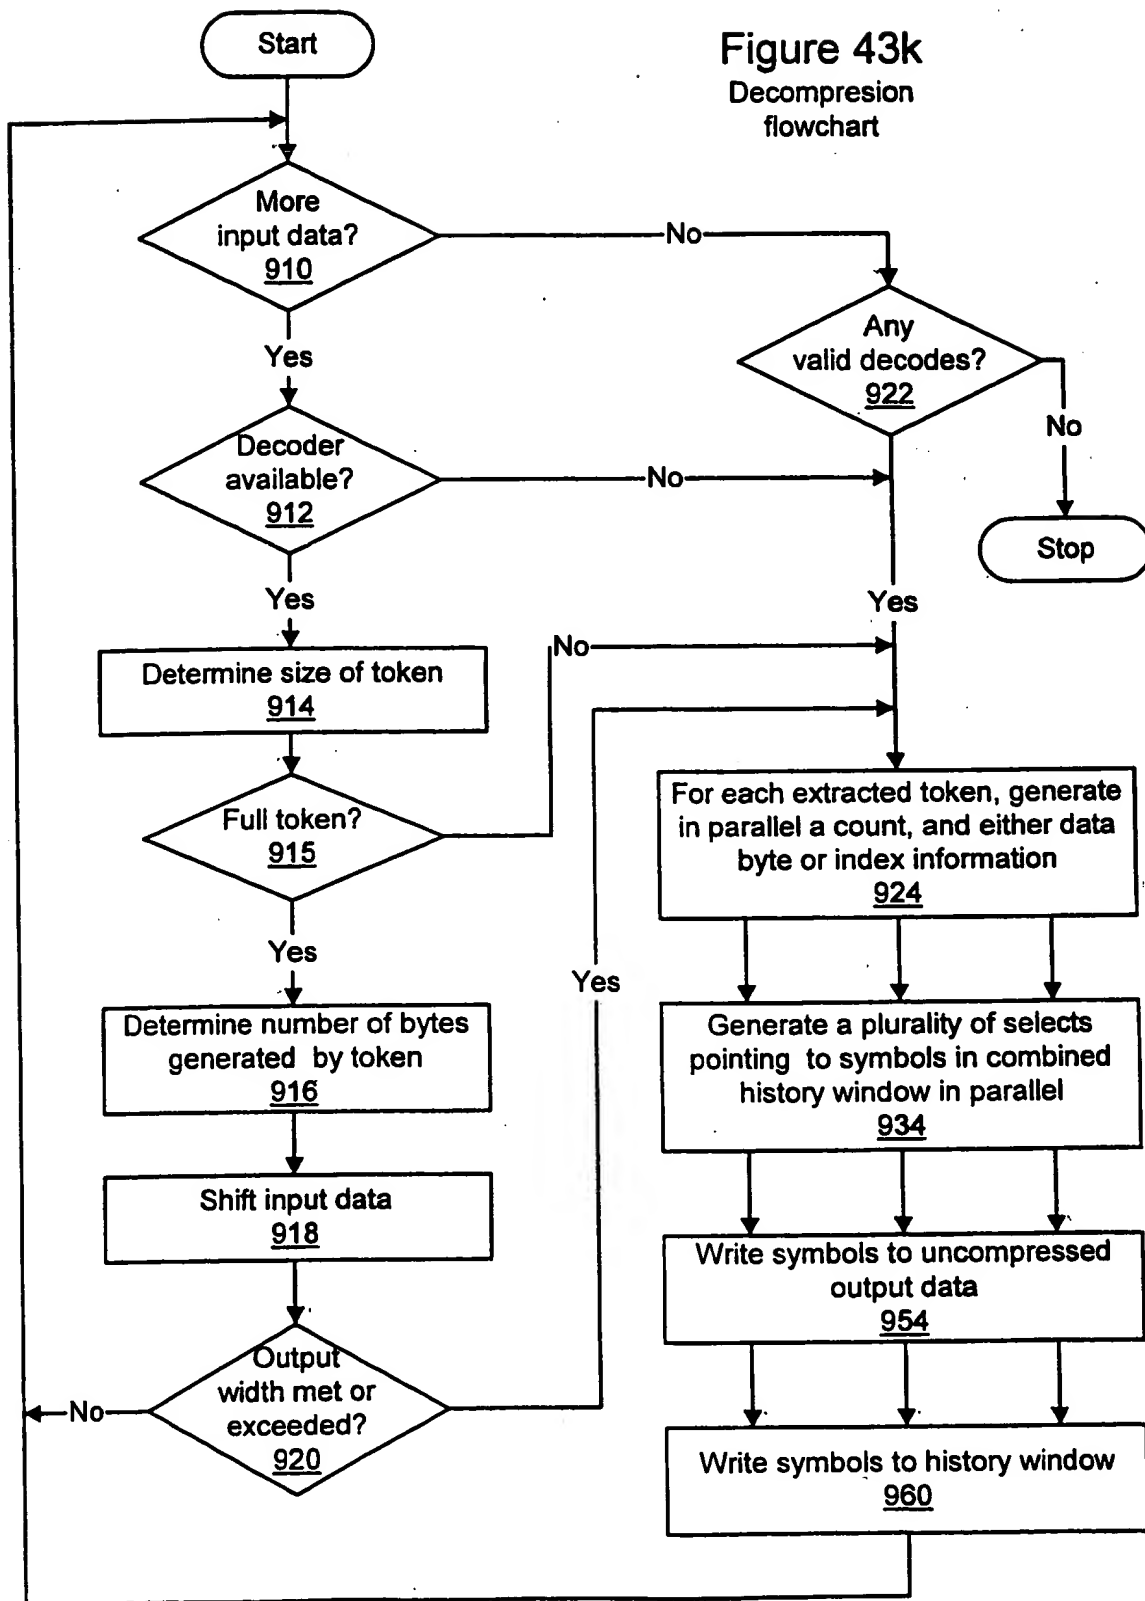 Start
Figure 43k
Decompresion
flowchart
More
input data?
910
No
Any
valid decodes?
922
Yes
No
Decoder
available?
912
No
Stop
Yes
Yes
Determine size of token
914
No
Full token?
915
For each extracted token, generate
in parallel a count, and either data
byte or index information
924
Yes
Yes
Determine number of bytes
generated by token
916
Generate a plurality of selects
pointing to symbols in combined
history window in parallel
934
Shift input data
918
Write symbols to uncompressed
output data
954
Output
width met or
exceeded?
920
No
Write symbols to history window
960